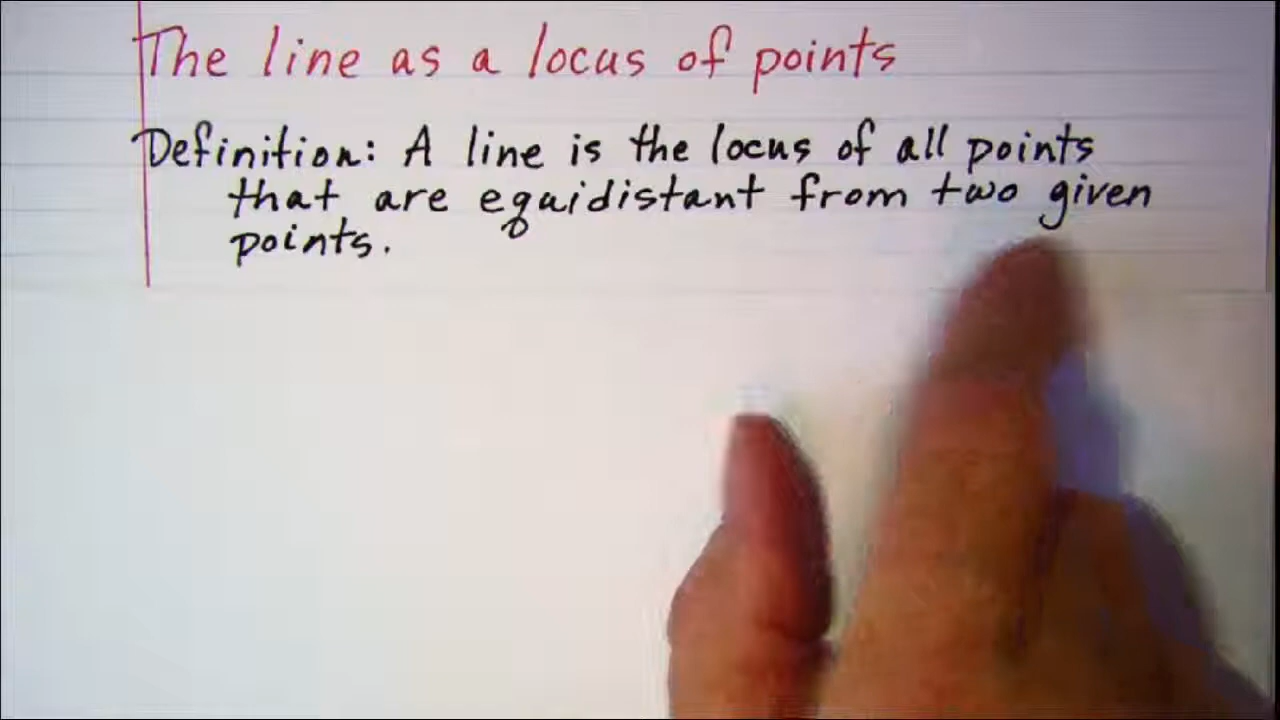 The line as a locus of points
Definition: A line is the locus of all points
that are equidistant from two given
points.